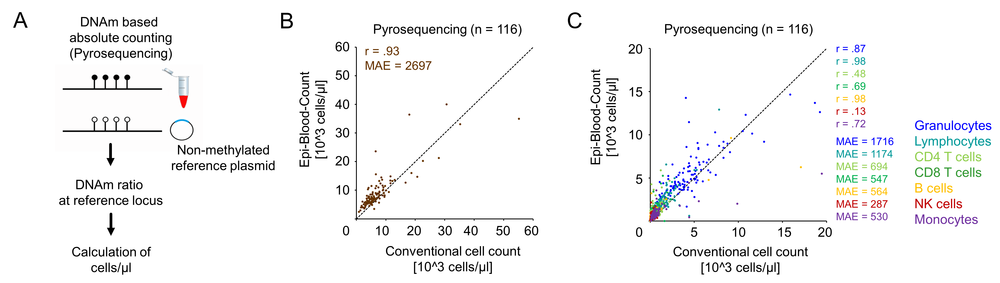 A
DNAm based
absolute counting
(Pyrosequencing)
Non-methylated
reference plasmid
DNAm ratio
at reference locus
Calculation of
cells/µl
B
Pyrosequencing (n = 116)
r = .93
MAE = 2697
Epi-Blood-Count
[10^3 cells/µl]
60
50
40
30
20
10
0
10
20
30
40
50
60
Conventional cell count
[10^3 cells/µl]
C
Pyrosequencing (n = 116)
Epi-Blood-Count
[10^3 cells/µl]
20
15
10
5
0
5
10
15
20
Conventional cell count
[10^3 cells/µl]
r = .87
r = .98
r = .48
r = .69
r = .98
r = .13
r = .72
MAE = 1716
MAE = 1174
MAE = 694
MAE = 547
MAE = 564
MAE = 287
MAE = 530
Granulocytes
Lymphocytes
CD4 T cells
CD8 T cells
B cells
NK cells
Monocytes